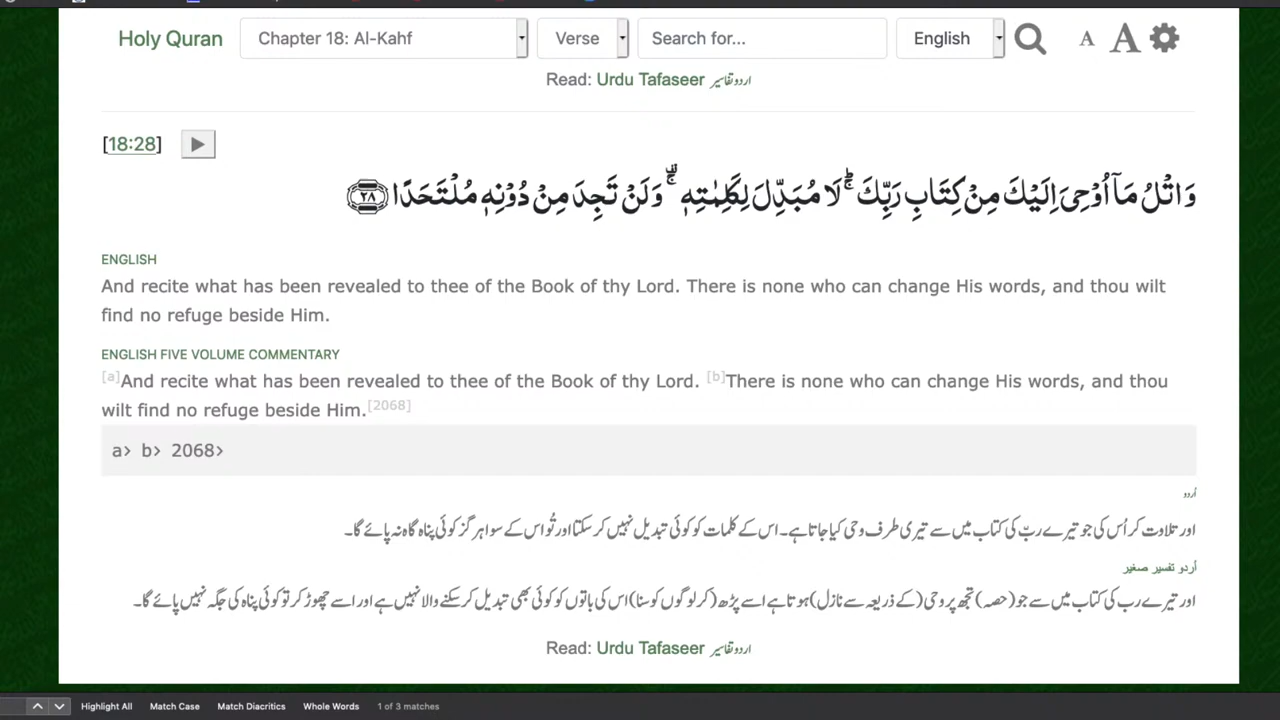 Holy Quran Chapter 18: Al-Kahf Verse Search for... English A A
Read: Urdu Tafaseer اردو تفاسیر
[18:28]
وَ اتْلُ مَاۤ اُوْحِیَ اِلَیْكَ مِنْ كِتَابِ رَبِّكَ ۚؕ لَا مُبَدِّلَ لِكَلِمٰتِهٖ ۚ۫ وَ لَنْ تَجِدَ مِنْ دُوْنِهٖ مُلْتَحَدًا ﴿۲۸﴾
ENGLISH
And recite what has been revealed to thee of the Book of thy Lord. There is none who can change His words, and thou wilt
find no refuge beside Him.
ENGLISH FIVE VOLUME COMMENTARY
[a]And recite what has been revealed to thee of the Book of thy Lord. [b]There is none who can change His words, and thou
wilt find no refuge beside Him.[2068]
a> b> 2068>
اُردو
اور تلاوت کر اُس کی جو تیرے ربّ کی کتاب میں سے تیری طرف وحی کیا جاتا ہے۔ اس کے کلمات کو کوئی تبدیل نہیں کر سکتا اور تُو اس کے سوا ہرگز کوئی پناہ گاہ نہ پائے گا۔
اُردو تفسیر صغیر
اور تیرے رب کی کتاب میں سے جو (حصہ) تجھ پر وحی (کے ذریعہ سے نازل) ہوتا ہے اسے پڑھ (کر لوگوں کو سنا) اس کی باتوں کو کوئی بھی تبدیل کر سکنے والا نہیں ہے اور اسے چھوڑ کر تو کوئی پناہ کی جگہ نہیں پائے گا۔
Read: Urdu Tafaseer اردو تفاسیر
Highlight All Match Case Match Diacritics Whole Words 1 of 3 matches